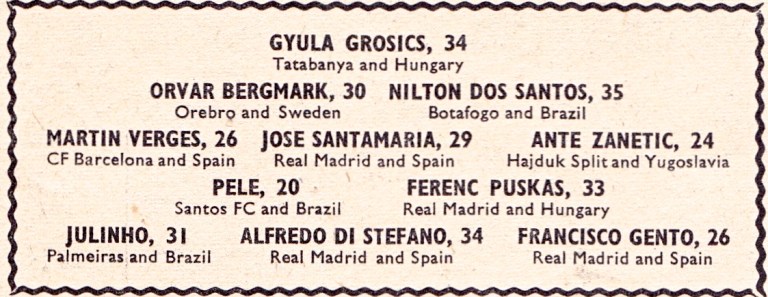 GYULA GROSICS, 34
Tatabanya and Hungary
ORVAR BERGMARK, 30 NILTON DOS SANTOS, 35
Orebro and Sweden Botafogo and Brazil
MARTIN VERGES, 26 JOSE SANTAMARIA, 29 ANTE ZANETIC, 24
CF Barcelona and Spain Real Madrid and Spain Hajduk Split and Yugoslavia
PELE, 20 FERENC PUSKAS, 33
Santos FC and Brazil Real Madrid and Hungary
JULINHO, 31 ALFREDO DI STEFANO, 34 FRANCISCO GENTO, 26
Palmeiras and Brazil Real Madrid and Spain Real Madrid and Spain